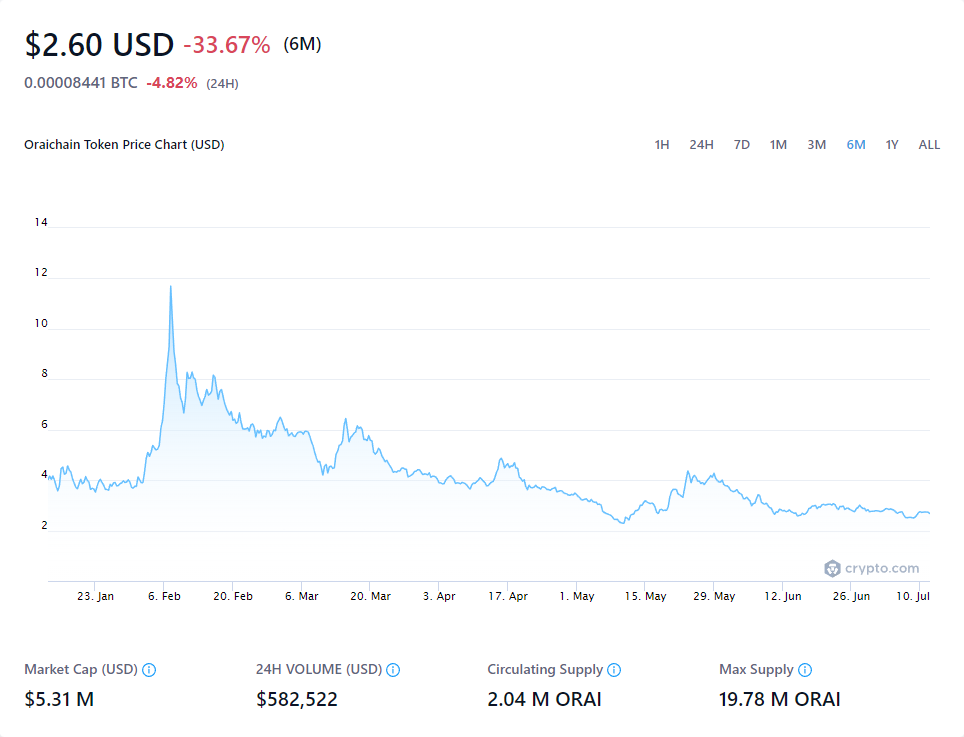 $2.60 USD -33.67% (6M)
0.00008441 BTC -4.82% (24H)
Oraichain Token Price Chart (USD) 1H 24H 7D 1M 3M 6M 1Y ALL
14
12
10
8
6
4
2
crypto.com
23. Jan 6. Feb 20. Feb 6. Mar 20. Mar 3. Apr 17. Apr 1. May 15. May 29. May 12. Jun 26. Jun 10. Jul
Market Cap (USD) 24H VOLUME (USD) Circulating Supply Max Supply
$5.31 M $582,522 2.04 M ORAI 19.78 M ORAI